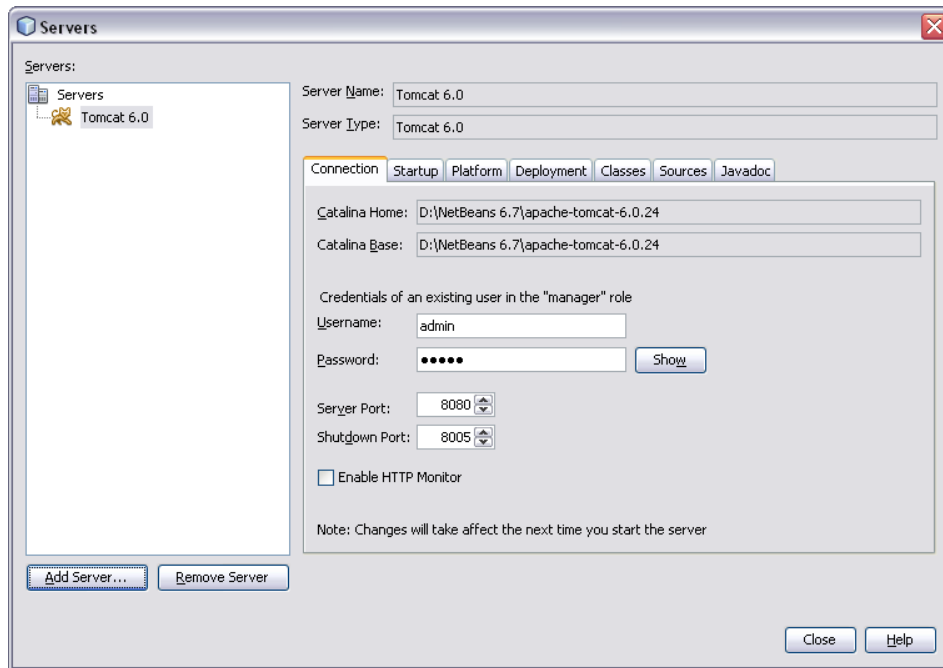 Servers
Servers:
Servers
Tomcat 6.0
Server Name: Tomcat 6.0
Server Type: Tomcat 6.0
Connection Startup Platform Deployment Classes Sources Javadoc
Catalina Home: D:\NetBeans 6.7\apache-tomcat-6.0.24
Catalina Base: D:\NetBeans 6.7\apache-tomcat-6.0.24
Credentials of an existing user in the "manager" role
Username: admin
Password: ●●●●● Show
Server Port: 8080
Shutdown Port: 8005
Enable HTTP Monitor
Note: Changes will take affect the next time you start the server
Add Server... Remove Server
Close Help